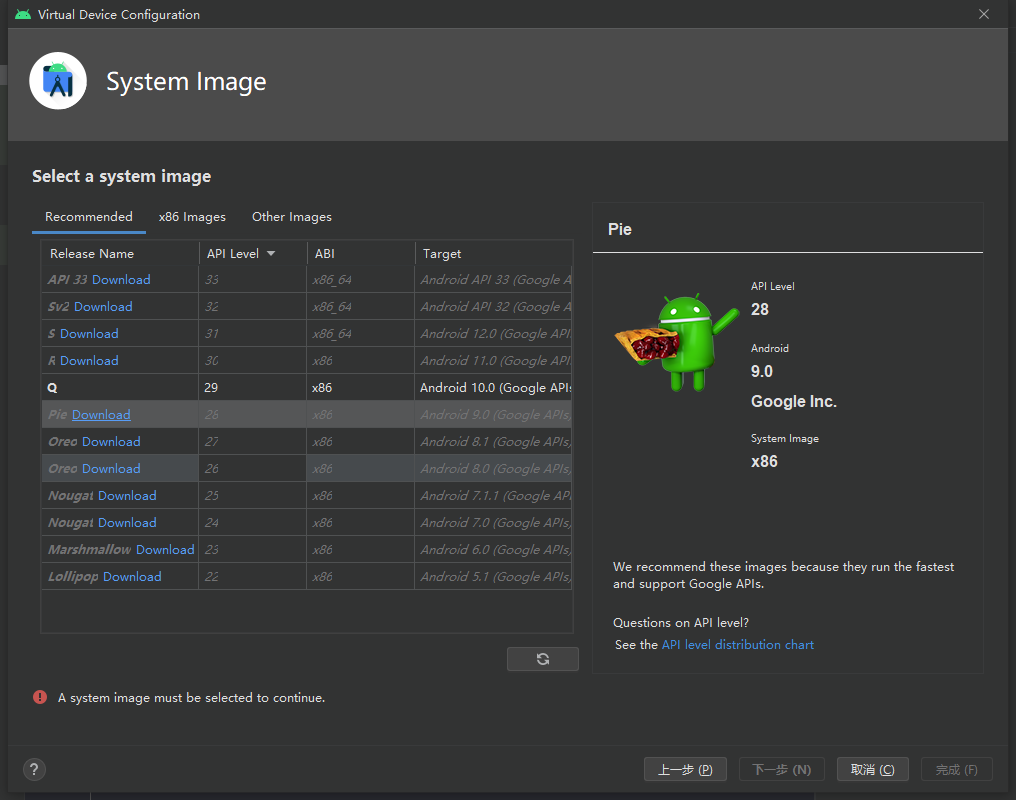 Virtual Device Configuration
System Image
Select a system image
Recommended x86 Images Other Images
Release Name API Level ABI Target
API 33 Download 33 x86_64 Android API 33 (Google A
Sv2 Download 32 x86_64 Android API 32 (Google A
S Download 31 x86_64 Android 12.0 (Google API
R Download 30 x86 Android 11.0 (Google API
Q 29 x86 Android 10.0 (Google APIs
Pie Download 28 x86 Android 9.0 (Google APIs)
Oreo Download 27 x86 Android 8.1 (Google APIs)
Oreo Download 26 x86 Android 8.0 (Google APIs)
Nougat Download 25 x86 Android 7.1.1 (Google AP
Nougat Download 24 x86 Android 7.0 (Google APIs)
Marshmallow Download 23 x86 Android 6.0 (Google APIs)
Lollipop Download 22 x86 Android 5.1 (Google APIs)
Pie
API Level
28
Android
9.0
Google Inc.
System Image
x86
We recommend these images because they run the fastest
and support Google APIs.
Questions on API level?
See the API level distribution chart
A system image must be selected to continue.
? 上一步 (P) 下一步 (N) 取消 (C) 完成 (F)